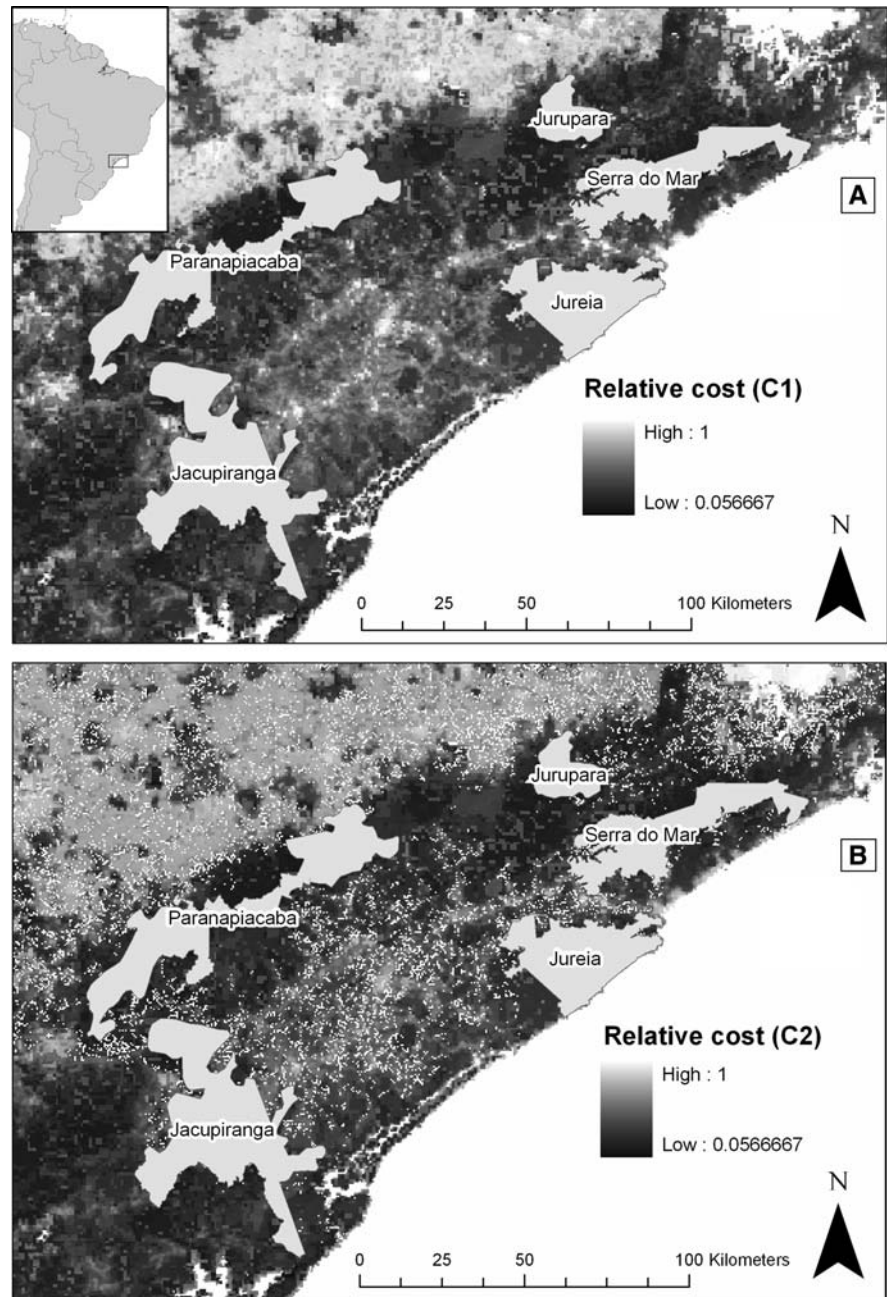 Jurupara
Serra do Mar
A
Paranapiacaba
Jureia
Relative cost (C1)
High : 1
Jacupiranga
Low : 0.056667
N
0 25 50 100 Kilometers
Jurupara
Serra do Mar
B
Paranapiacaba
Jureia
Relative cost (C2)
High : 1
Jacupiranga
Low : 0.0566667
N
0 25 50 100 Kilometers